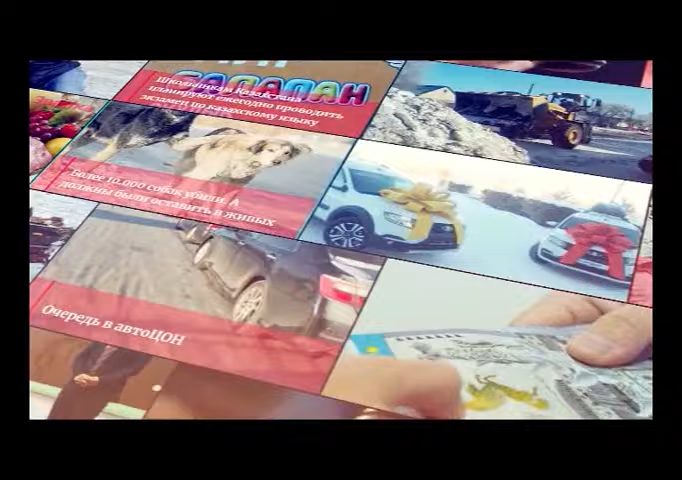 БАЛАПАН
Школьникам Казахстана
планируют ежегодно проводить
экзамен по казахскому языку
Более 10.000 собак убили. А
должны были оставить в живых
Очередь в автоЦОН